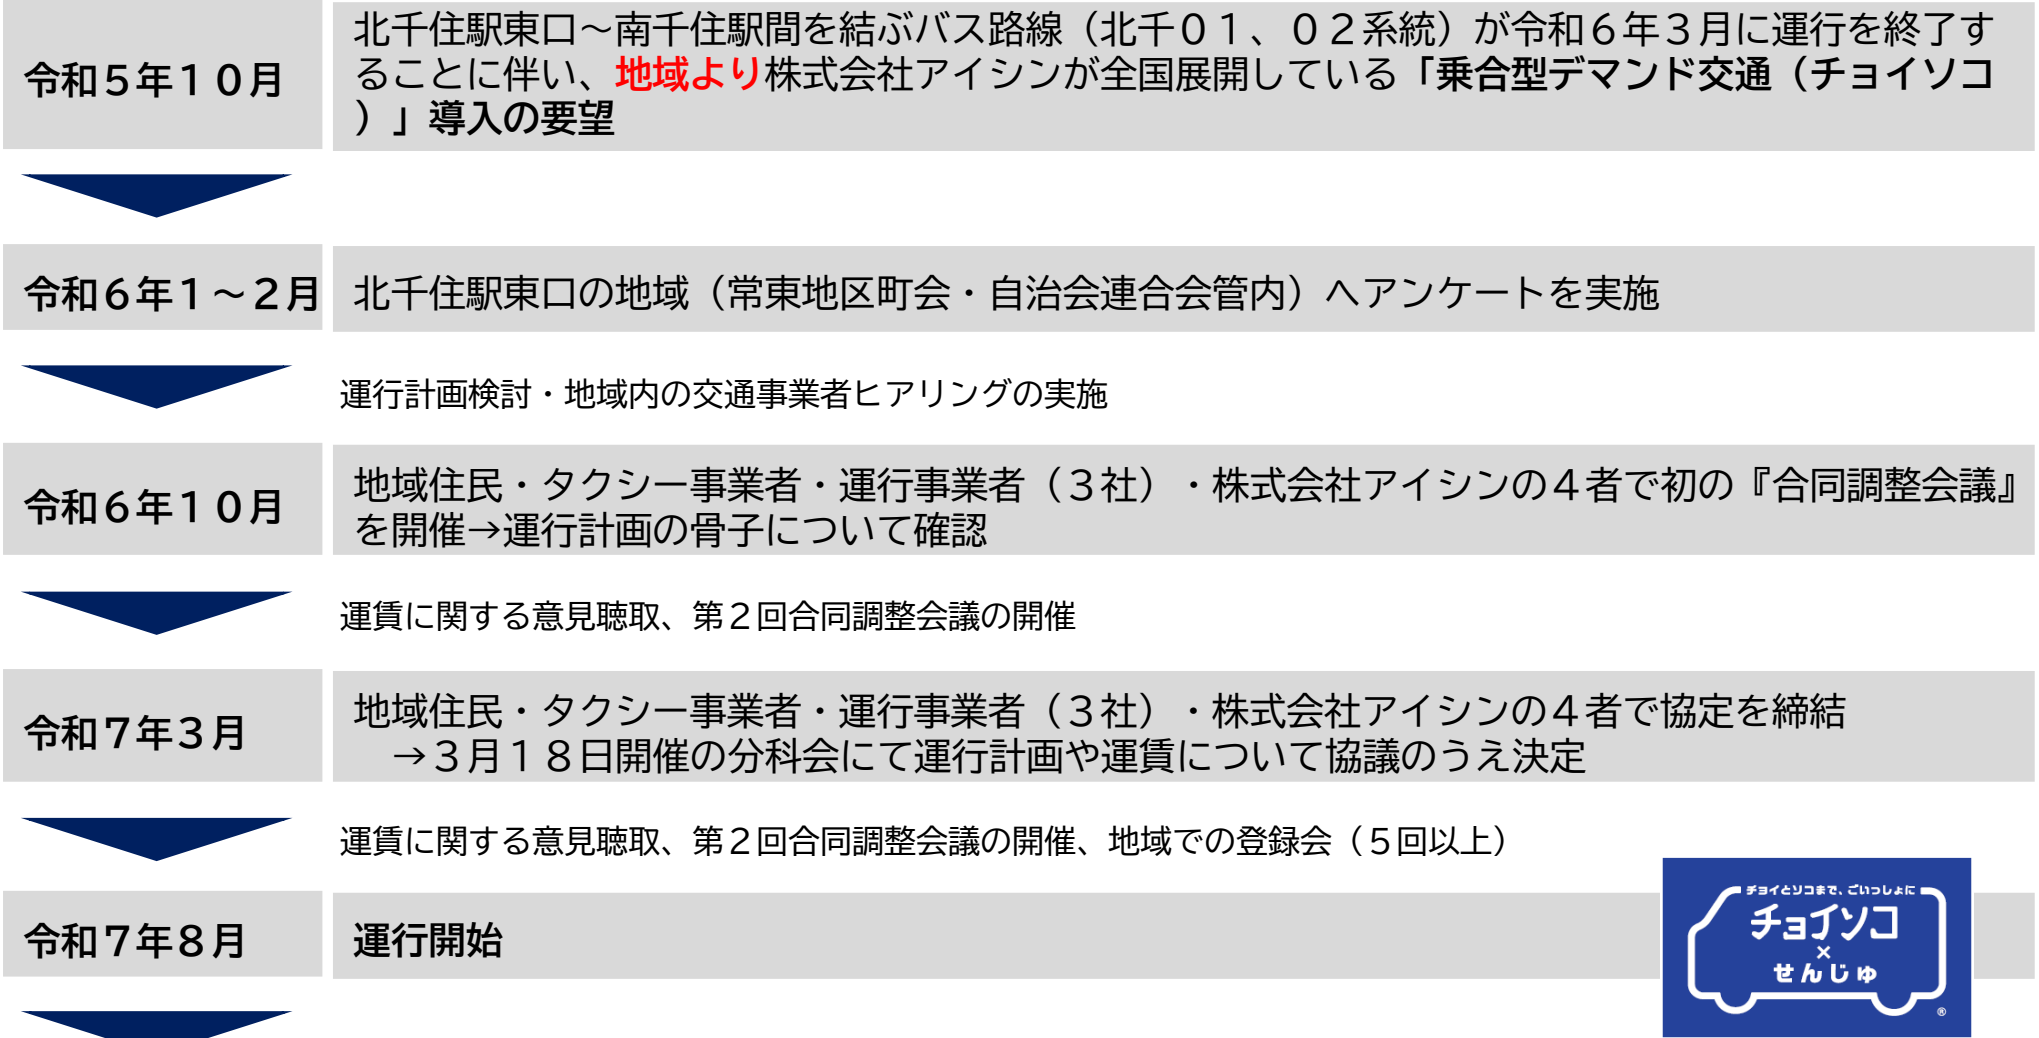 令和５年１０月
北千住駅東口～南千住駅間を結ぶバス路線（北千０１、０２系統）が令和６年３月に運行を終了す
ることに伴い、地域より株式会社アイシンが全国展開している「乗合型デマンド交通（チョイソコ
）」導入の要望
令和６年１～２月
北千住駅東口の地域（常東地区町会・自治会連合会管内）へアンケートを実施
運行計画検討・地域内の交通事業者ヒアリングの実施
令和６年１０月
地域住民・タクシー事業者・運行事業者（３社）・株式会社アイシンの４者で初の『合同調整会議』
を開催→運行計画の骨子について確認
運賃に関する意見聴取、第２回合同調整会議の開催
令和７年３月
地域住民・タクシー事業者・運行事業者（３社）・株式会社アイシンの４者で協定を締結
→３月１８日開催の分科会にて運行計画や運賃について協議のうえ決定
運賃に関する意見聴取、第２回合同調整会議の開催、地域での登録会（５回以上）
令和７年８月
運行開始
チョイとソコまで、ごいっしょに
チョイソコ
×
せんじゅ
®